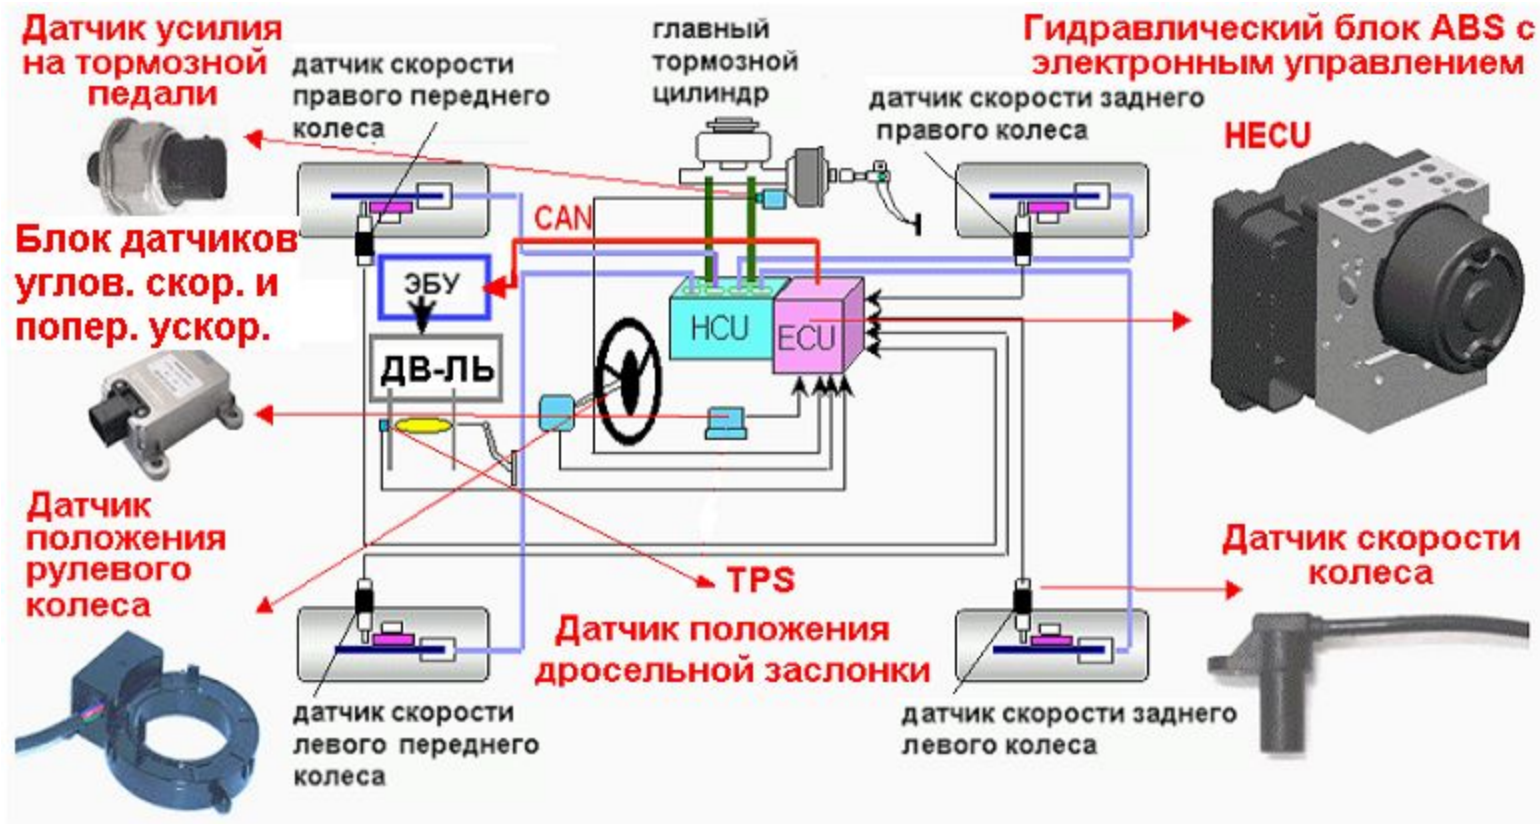 Датчик усилия
на тормозной
педали
датчик скорости
правого переднего
колеса
главный
тормозной
цилиндр
датчик скорости заднего
правого колеса
Гидравлический блок ABS с
электронным управлением
HECU
Блок датчиков
углов. скор. и
попер. ускор.
CAN
ЭБУ
ДВ-ЛЬ
HCU
ECU
Датчик
положения
рулевого
колеса
TPS
Датчик положения
дросельной заслонки
Датчик скорости
колеса
датчик скорости
левого переднего
колеса
датчик скорости заднего
левого колеса